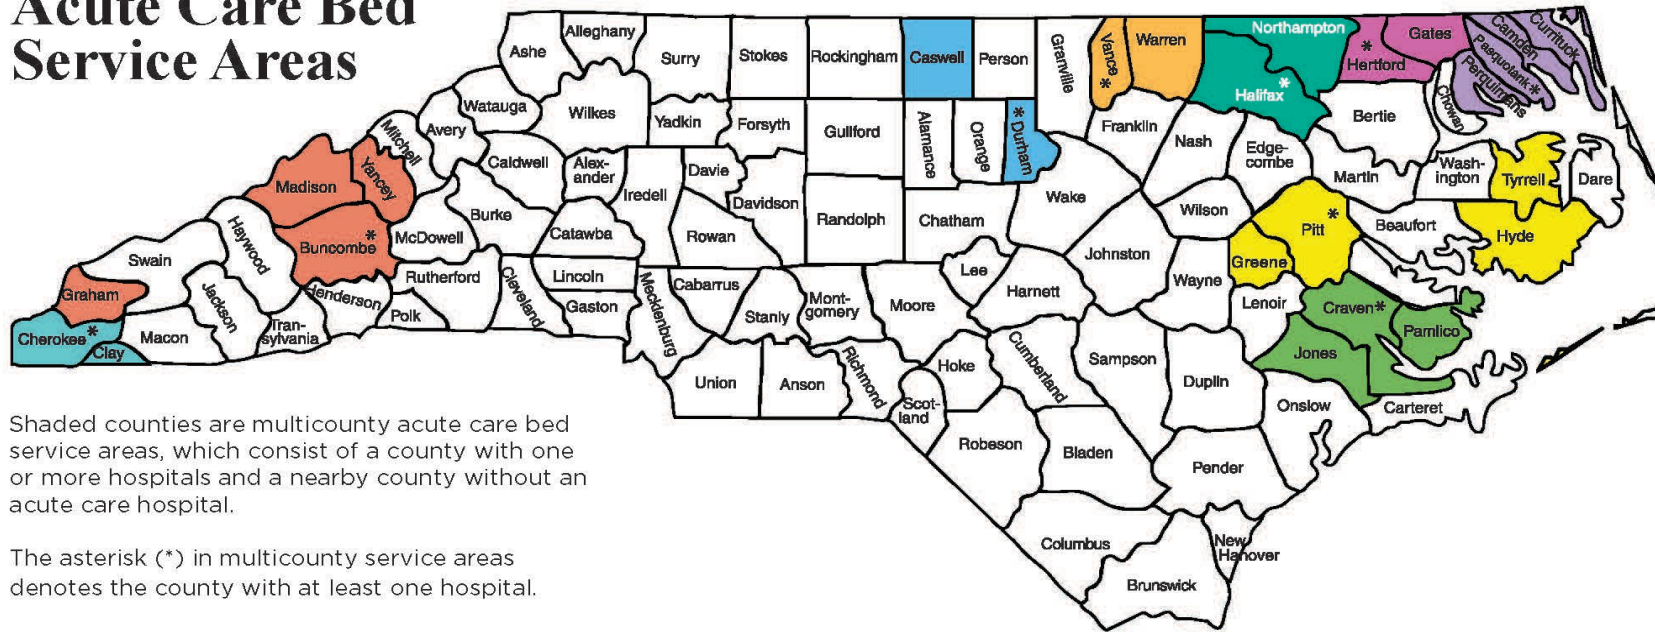 Acute Care Bed
Service Areas
Ashe
Alleghany
Surry
Stokes
Rockingham
Caswell
Person
Granville
Vance
*
Warren
Northampton
Halifax*
*
Hertford
Gates
Currituck
Camden
Pasquotank*
Perquimans
Chowan
Bertie
Watauga
Wilkes
Yadkin
Forsyth
Guilford
Alamance
Orange
* Durham
Franklin
Nash
Edge-
combe
Martin
Wash-
ington
Tyrrell
Dare
Mitchell
Avery
Caldwell
Alex-
ander
Iredell
Davie
Davidson
Randolph
Chatham
Wake
Wilson
Pitt
*
Beaufort
Hyde
Madison
Yancey
Buncombe
*
McDowell
Burke
Catawba
Rowan
Johnston
Greene
Haywood
Swain
Graham
Cherokee*
Clay
Macon
Jackson
Tran-
sylvania
Henderson
Polk
Rutherford
Cleveland
Lincoln
Gaston
Mecklenburg
Cabarrus
Stanly
Mont-
gomery
Moore
Lee
Harnett
Wayne
Lenoir
Craven*
Pamlico
Jones
Union
Anson
Richmond
Scot-
land
Hoke
Cumberland
Sampson
Duplin
Onslow
Carteret
Robeson
Bladen
Pender
Columbus
New
Hanover
Brunswick
Shaded counties are multicounty acute care bed
service areas, which consist of a county with one
or more hospitals and a nearby county without an
acute care hospital.
The asterisk (*) in multicounty service areas
denotes the county with at least one hospital.